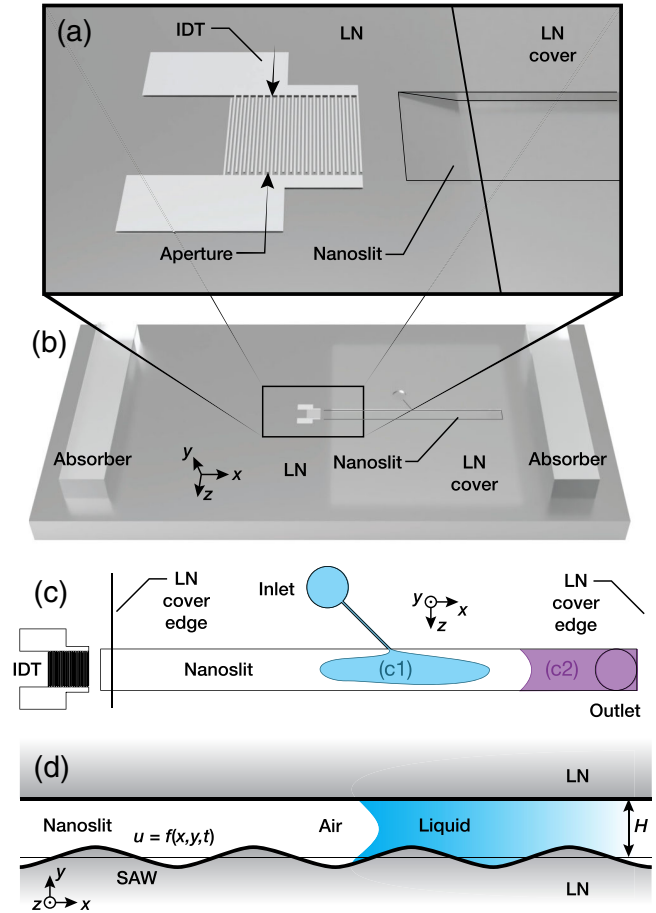 (a)
IDT
LN
LN
cover
Aperture
Nanoslit
(b)
Absorber
y
x
z
LN
Nanoslit
LN
cover
Absorber
(c)
LN
cover
edge
Inlet
y
x
z
LN
cover
edge
IDT
Nanoslit
(c1)
(c2)
Outlet
(d)
LN
Nanoslit
u = f(x,y,t)
Air
Liquid
H
SAW
y
z
x
LN